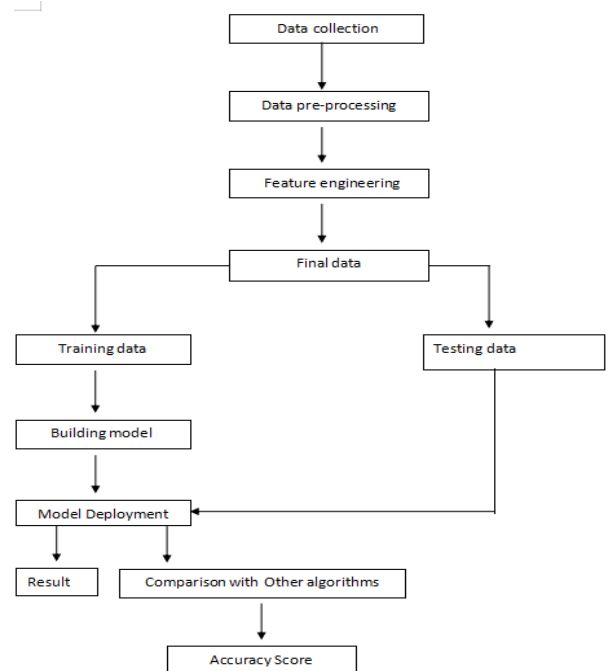 Data collection
Data pre-processing
Feature engineering
Final data
Training data
Testing data
Building model
Model Deployment
Result
Comparison with Other algorithms
Accuracy Score